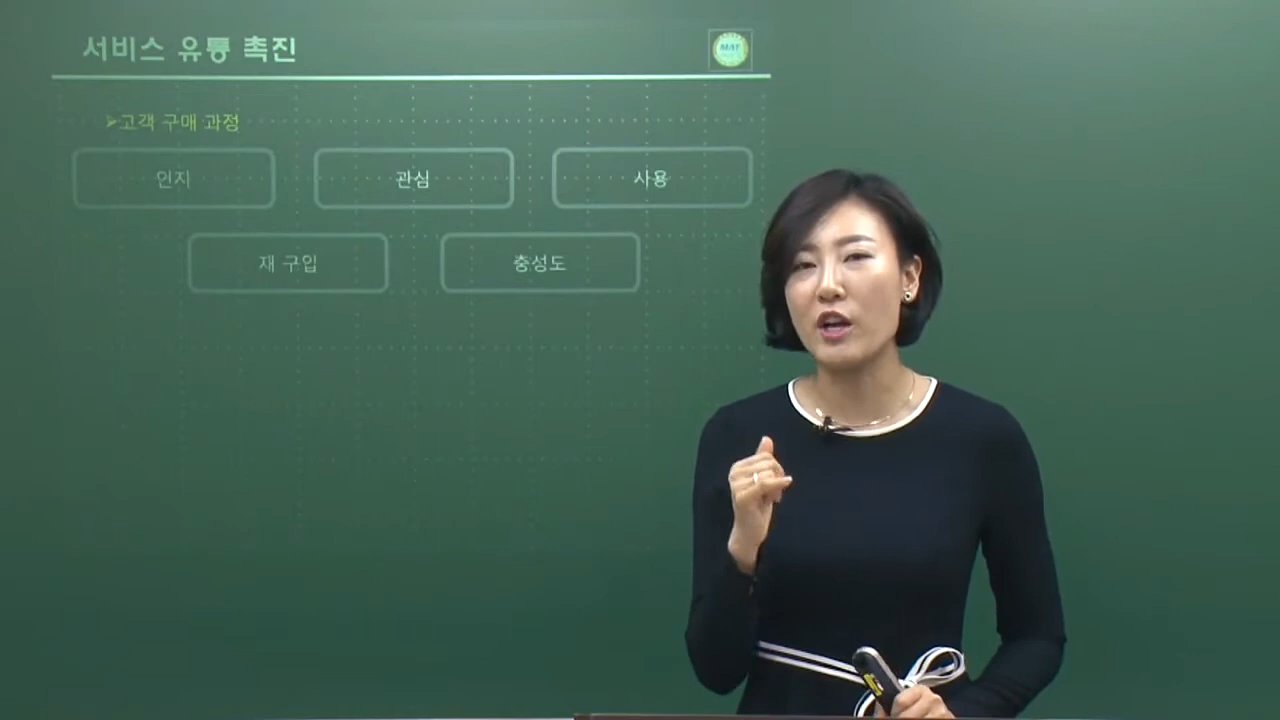 서비스 유통 촉진
➢고객 구매 과정
인지
관심
사용
재 구입
충성도